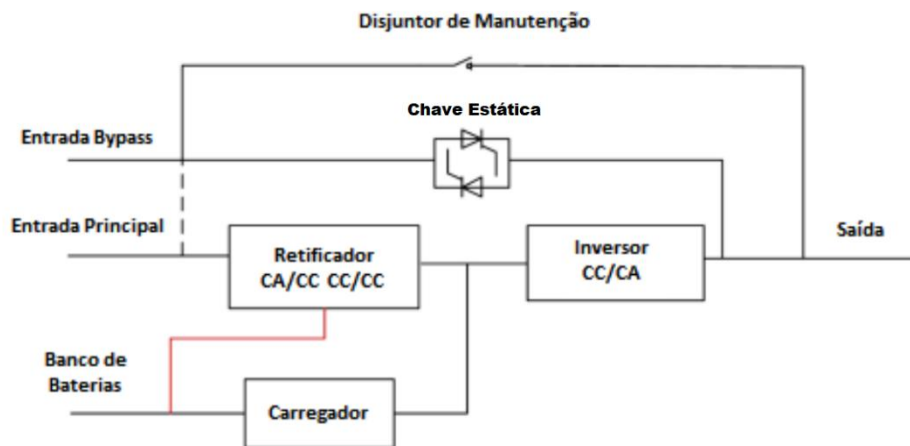 Disjuntor de Manutenção
Chave Estática
Entrada Bypass
Entrada Principal
Retificador
CA/CC CC/CC
Inversor
CC/CA
Saída
Banco de
Baterias
Carregador